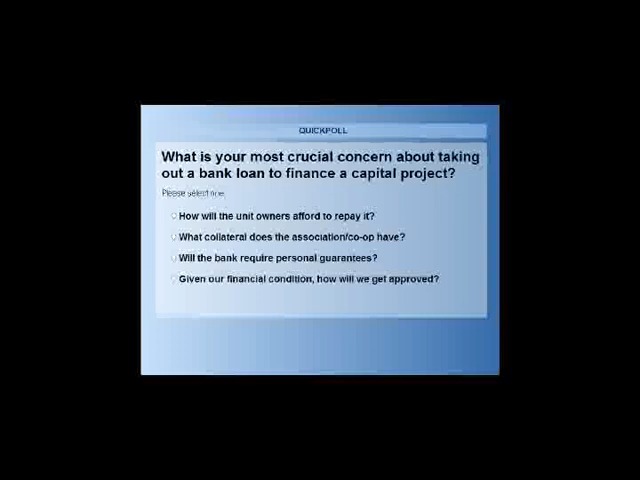 QUICKPOLL
What is your most crucial concern about taking
out a bank loan to finance a capital project?
Please select one.
How will the unit owners afford to repay it?
What collateral does the association/co-op have?
Will the bank require personal guarantees?
Given our financial condition, how will we get approved?